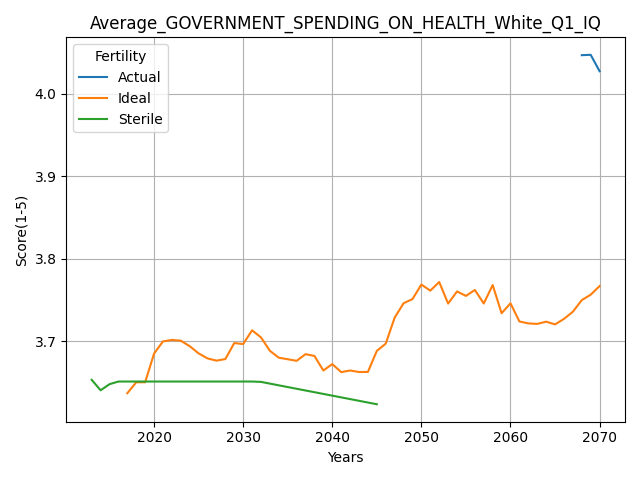 Average_GOVERNMENT_SPENDING_ON_HEALTH_White_Q1_IQ
Fertility
Actual
Ideal
Sterile
4.0
3.9
3.8
3.7
Score(1-5)
2020 2030 2040 2050 2060 2070
Years